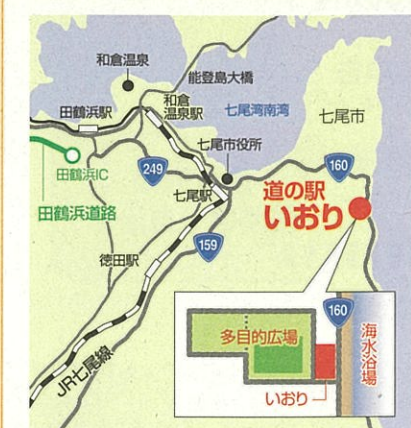 和倉温泉
能登島大橋
田鶴浜駅
和倉
温泉駅
七尾湾南湾
七尾市
七尾市役所
249
160
田鶴浜IC
七尾駅
道の駅
いおり
田鶴浜道路
159
徳田駅
160
多目的広場
海水浴場
いおり
JR七尾線